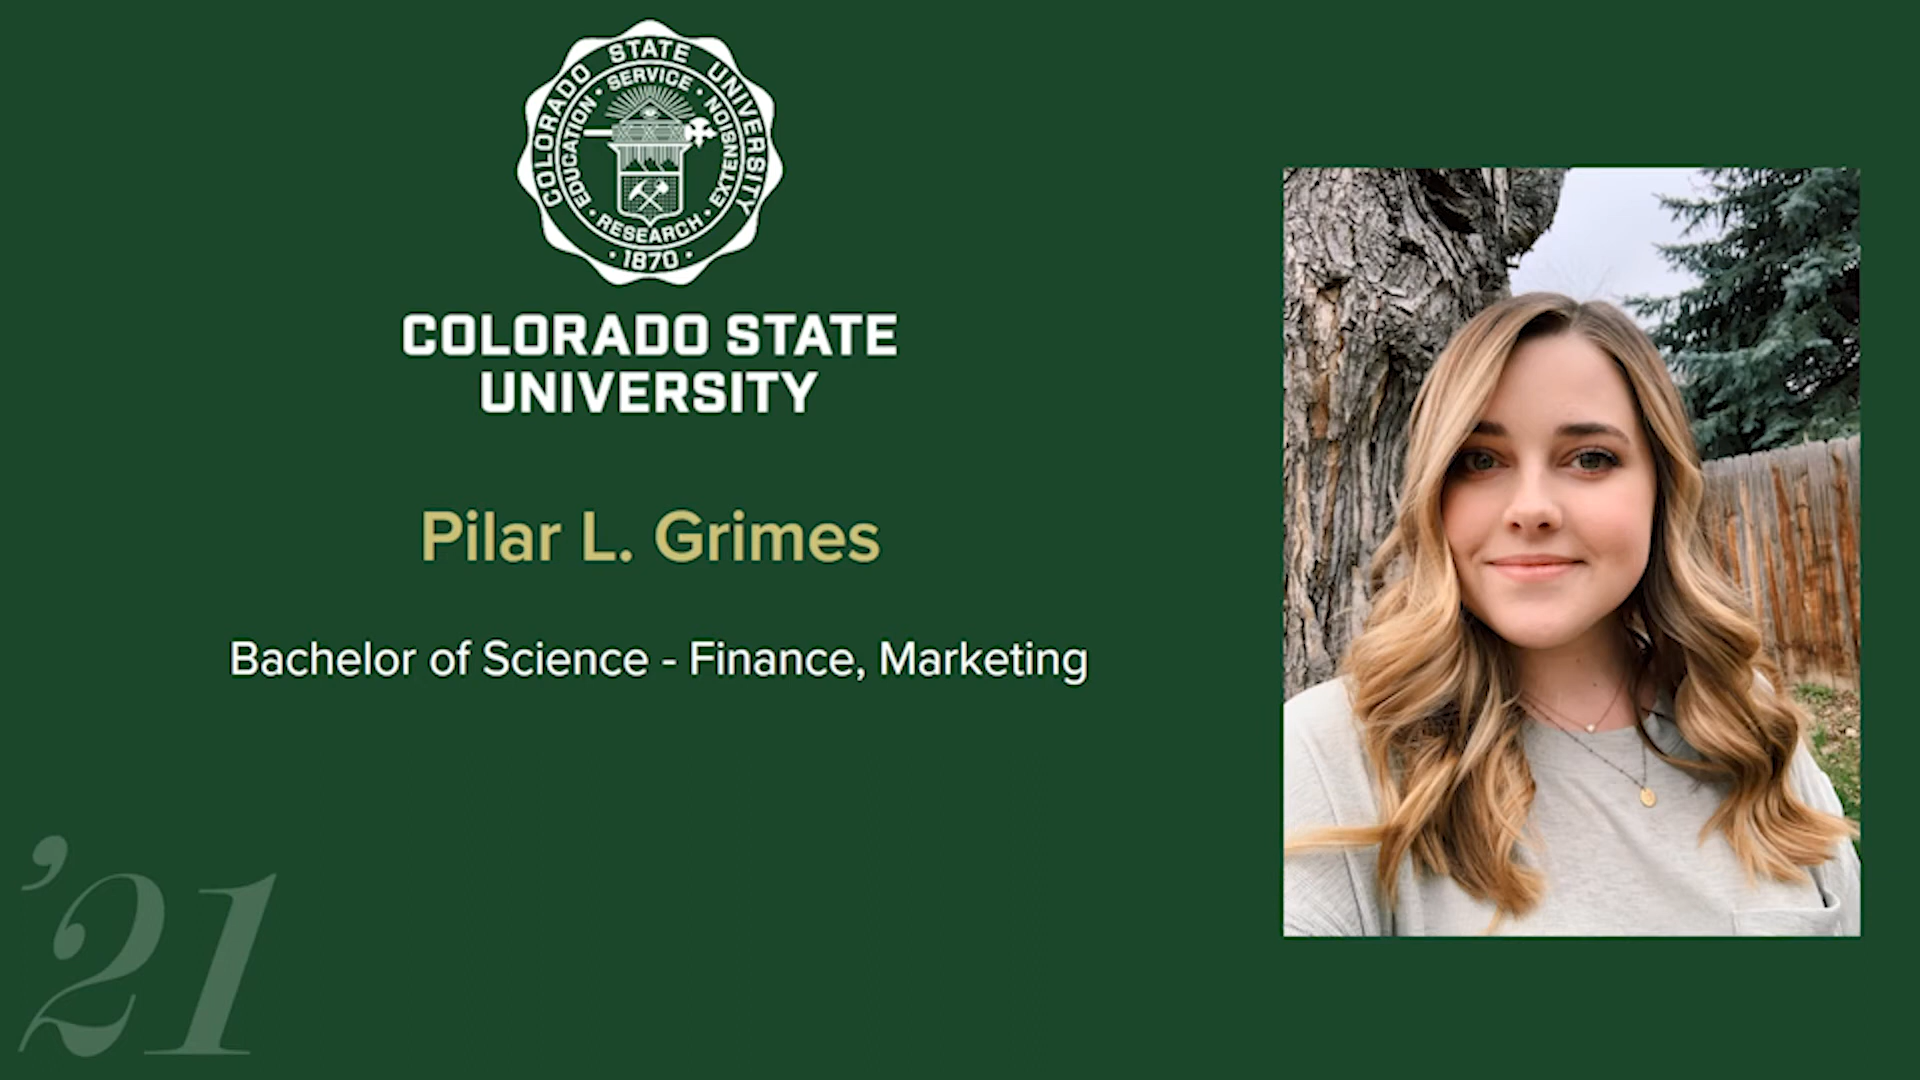 COLORADO STATE UNIVERSITY
EDUCATION • SERVICE • EXTENSION
• RESEARCH •
• 1870 •
COLORADO STATE
UNIVERSITY
Pilar L. Grimes
Bachelor of Science - Finance, Marketing
’21